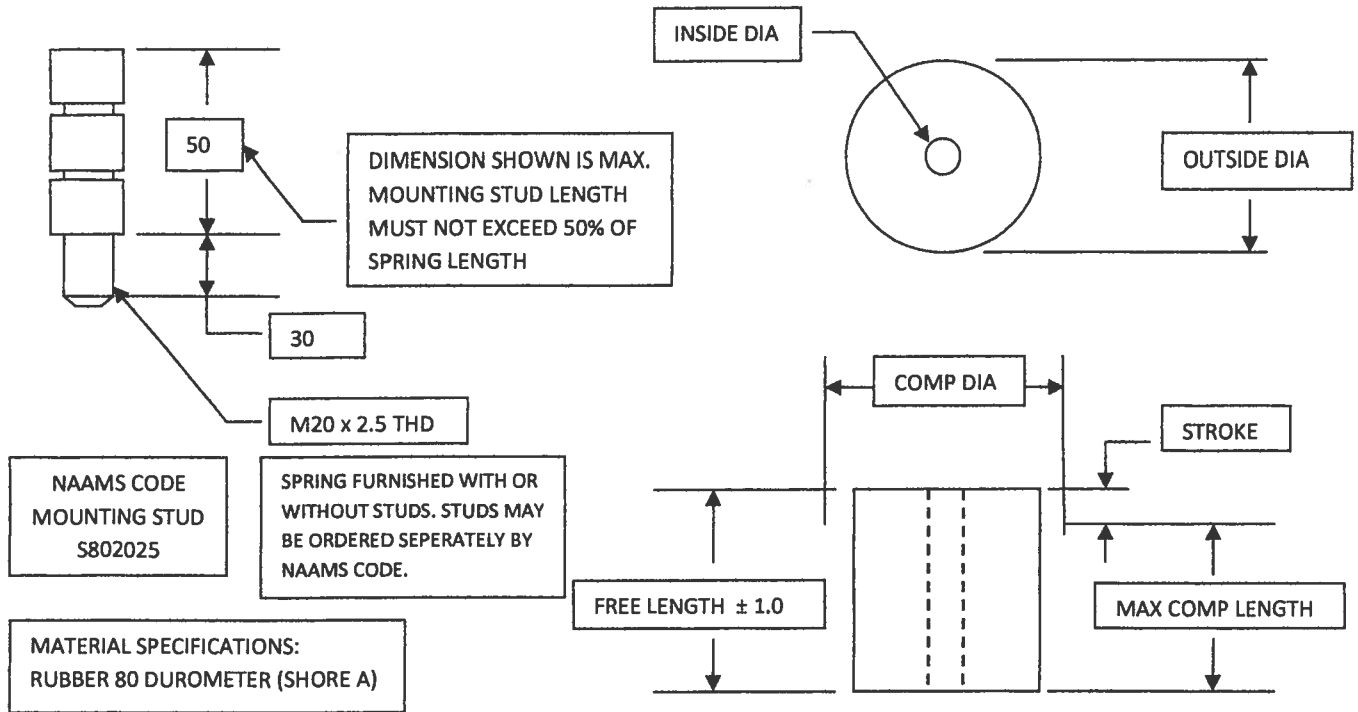 INSIDE DIA
50
DIMENSION SHOWN IS MAX.
MOUNTING STUD LENGTH
MUST NOT EXCEED 50% OF
SPRING LENGTH
OUTSIDE DIA
30
M20 x 2.5 THD
COMP DIA
STROKE
NAAMS CODE
MOUNTING STUD
S802025
SPRING FURNISHED WITH OR
WITHOUT STUDS. STUDS MAY
BE ORDERED SEPERATELY BY
NAAMS CODE.
FREE LENGTH ± 1.0
MAX COMP LENGTH
MATERIAL SPECIFICATIONS:
RUBBER 80 DUROMETER (SHORE A)